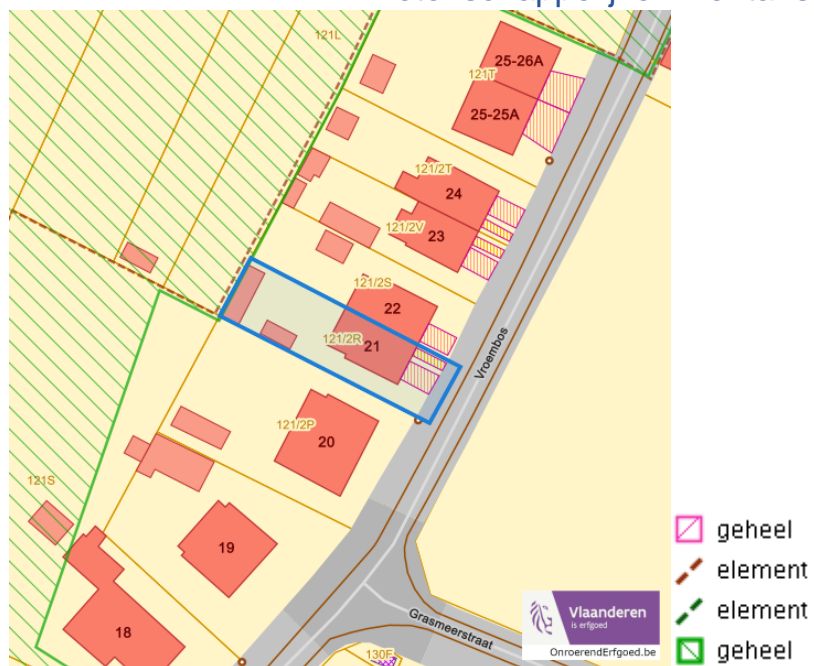 121L
25-26A
121T
25-25A
121/2T
24
121/2V
23
121/2S
22
121/2R
21
Vroembos
121/2P
20
121S
19
18
Grasmeerstraat
130F
Vlaanderen
is erfgoed
OnroerendErfgoed.be
geheel
element
element
geheel